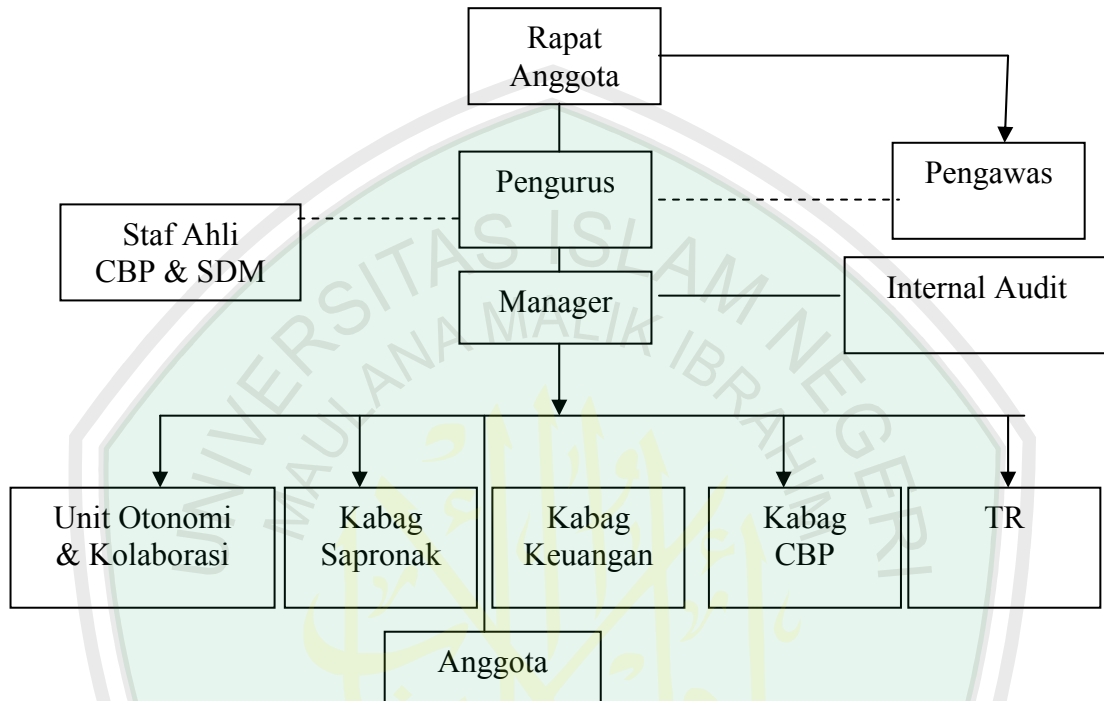 Rapat
Anggota
Pengurus
Pengawas
Staf Ahli
CBP & SDM
Manager
Internal Audit
Unit Otonomi
& Kolaborasi
Kabag
Sapronak
Kabag
Keuangan
Kabag
CBP
TR
Anggota
UNIVERSITAS ISLAM NEGERI
MAULANA MALIK IBRAHIM